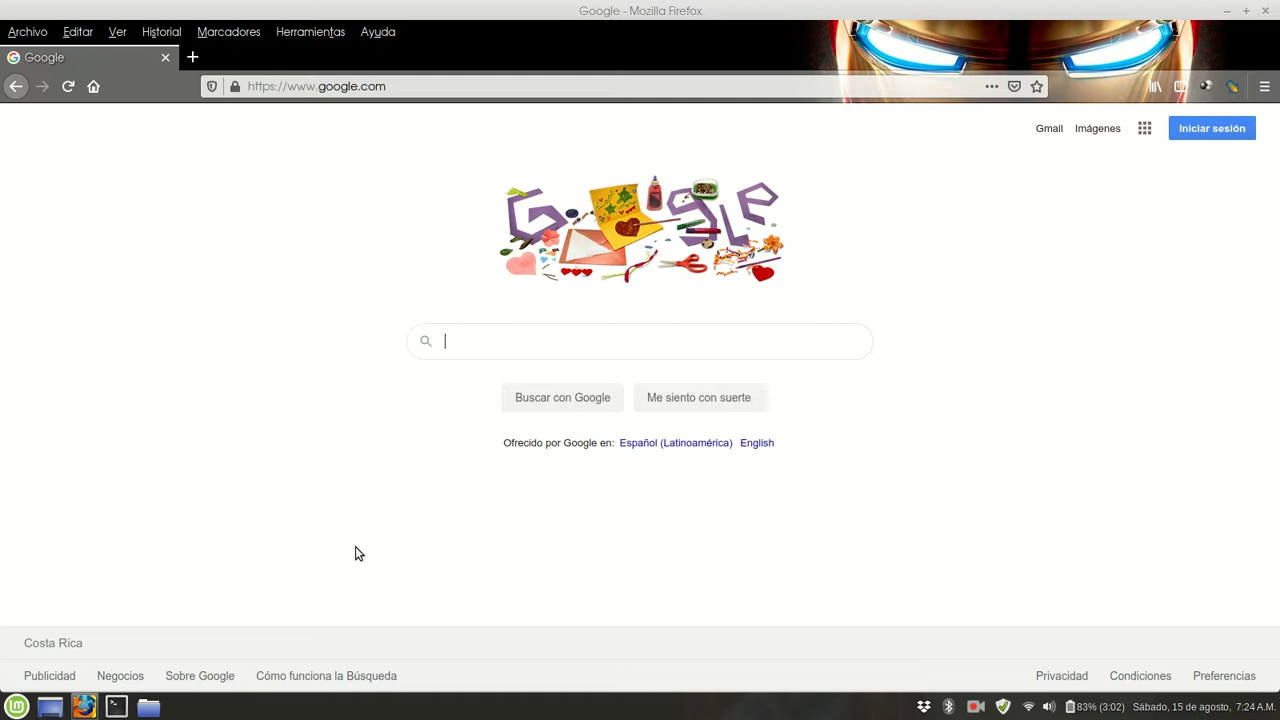 Google - Mozilla Firefox
Archivo Editar Ver Historial Marcadores Herramientas Ayuda
Google
https://www.google.com
Gmail Imágenes Iniciar sesión
Google
Buscar con Google Me siento con suerte
Ofrecido por Google en: Español (Latinoamérica) English
Costa Rica
Publicidad Negocios Sobre Google Cómo funciona la Búsqueda Privacidad Condiciones Preferencias
83% (3:02) Sábado, 15 de agosto, 7:24 A.M.